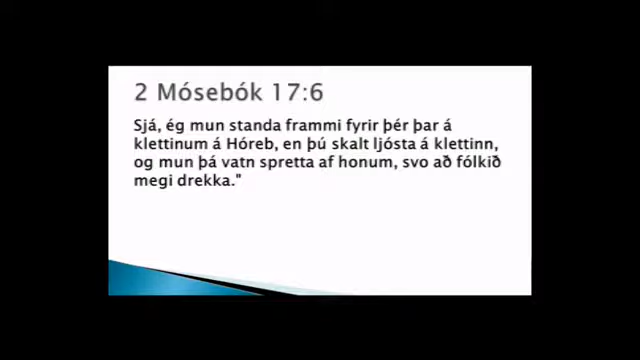 2 Mósebók 17:6
Sjá, ég mun standa frammi fyrir þér þar á
klettinum á Hóreb, en þú skalt ljósta á klettinn,
og mun þá vatn spretta af honum, svo að fólkið
megi drekka."